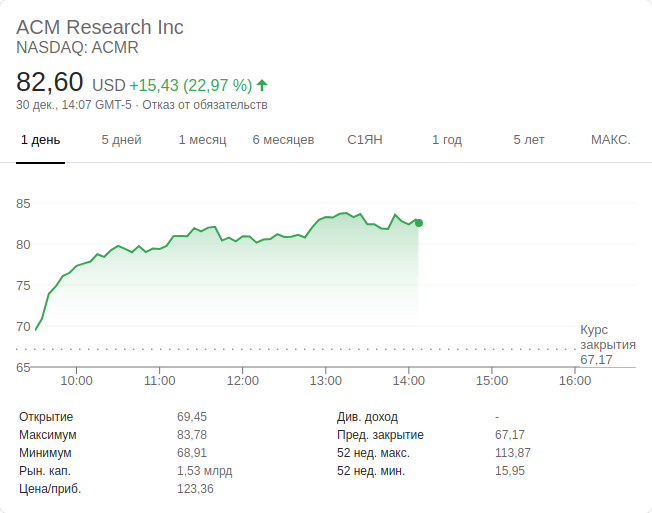 ACM Research Inc
NASDAQ: ACMR
82,60 USD +15,43 (22,97 %)
30 дек., 14:07 GMT-5 · Отказ от обязательств
1 день 5 дней 1 месяц 6 месяцев С1ЯН 1 год 5 лет МАКС.
85
80
75
70
65
Курс
закрытия
67,17
10:00 11:00 12:00 13:00 14:00 15:00 16:00
Открытие 69,45 Див. доход -
Максимум 83,78 Пред. закрытие 67,17
Минимум 68,91 52 нед. макс. 113,87
Рын. кап. 1,53 млрд 52 нед. мин. 15,95
Цена/приб. 123,36